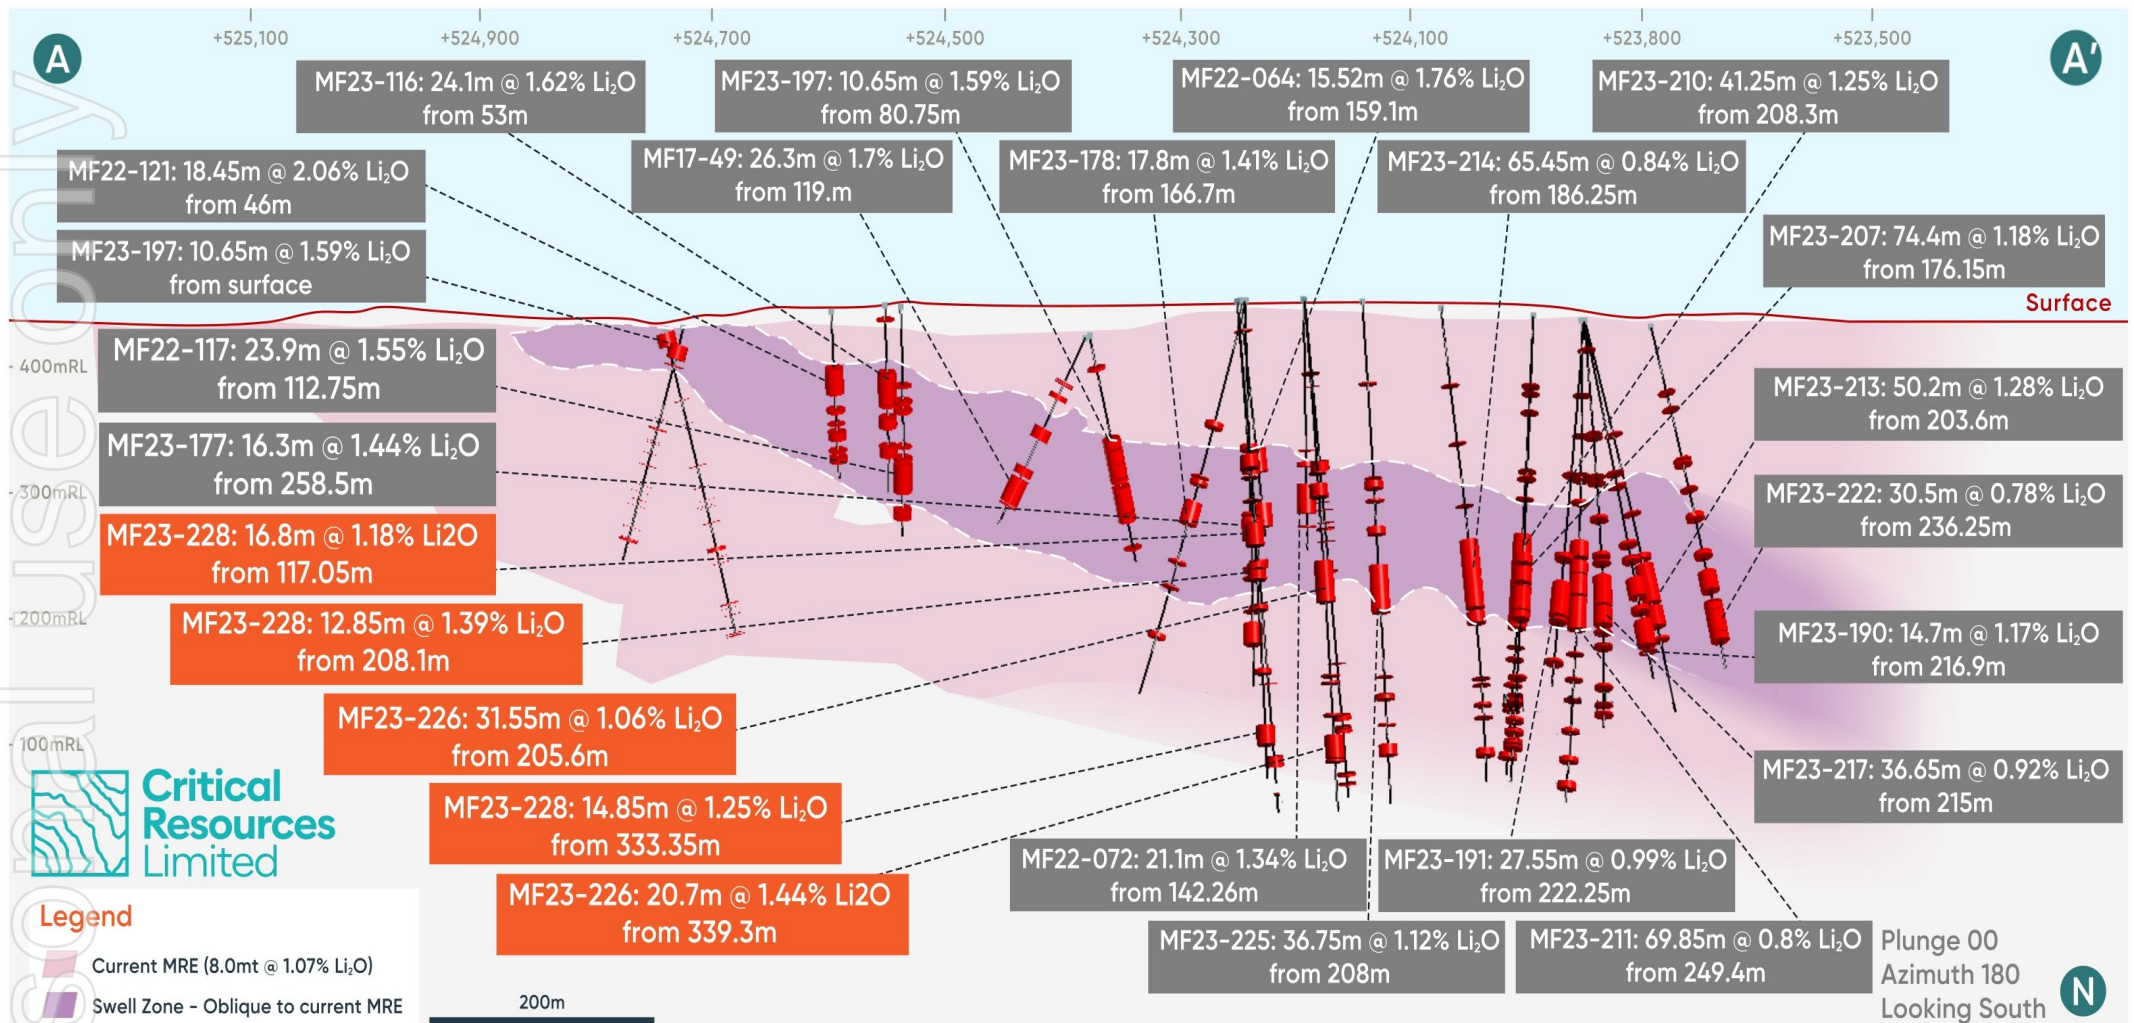 +525,100 +524,900 +524,700 +524,500 +524,300 +524,100 +523,800 +523,500
A
A'
MF23-116: 24.1m @ 1.62% Li₂O
from 53m
MF23-197: 10.65m @ 1.59% Li₂O
from 80.75m
MF22-064: 15.52m @ 1.76% Li₂O
from 159.1m
MF23-210: 41.25m @ 1.25% Li₂O
from 208.3m
MF22-121: 18.45m @ 2.06% Li₂O
from 46m
MF17-49: 26.3m @ 1.7% Li₂O
from 119.m
MF23-178: 17.8m @ 1.41% Li₂O
from 166.7m
MF23-214: 65.45m @ 0.84% Li₂O
from 186.25m
MF23-197: 10.65m @ 1.59% Li₂O
from surface
MF23-207: 74.4m @ 1.18% Li₂O
from 176.15m
Surface
MF22-117: 23.9m @ 1.55% Li₂O
from 112.75m
400mRL
MF23-213: 50.2m @ 1.28% Li₂O
from 203.6m
MF23-177: 16.3m @ 1.44% Li₂O
from 258.5m
300mRL
MF23-222: 30.5m @ 0.78% Li₂O
from 236.25m
MF23-228: 16.8m @ 1.18% Li2O
from 117.05m
MF23-228: 12.85m @ 1.39% Li₂O
from 208.1m
200mRL
MF23-190: 14.7m @ 1.17% Li₂O
from 216.9m
MF23-226: 31.55m @ 1.06% Li₂O
from 205.6m
100mRL
MF23-217: 36.65m @ 0.92% Li₂O
from 215m
Critical
Resources
Limited
MF23-228: 14.85m @ 1.25% Li₂O
from 333.35m
MF22-072: 21.1m @ 1.34% Li₂O
from 142.26m
MF23-191: 27.55m @ 0.99% Li₂O
from 222.25m
MF23-226: 20.7m @ 1.44% Li2O
from 339.3m
MF23-225: 36.75m @ 1.12% Li₂O
from 208m
MF23-211: 69.85m @ 0.8% Li₂O
from 249.4m
Plunge 00
Azimuth 180
Looking South
N
Legend
Current MRE (8.0mt @ 1.07% Li₂O)
Swell Zone - Oblique to current MRE
200m
sonal use only